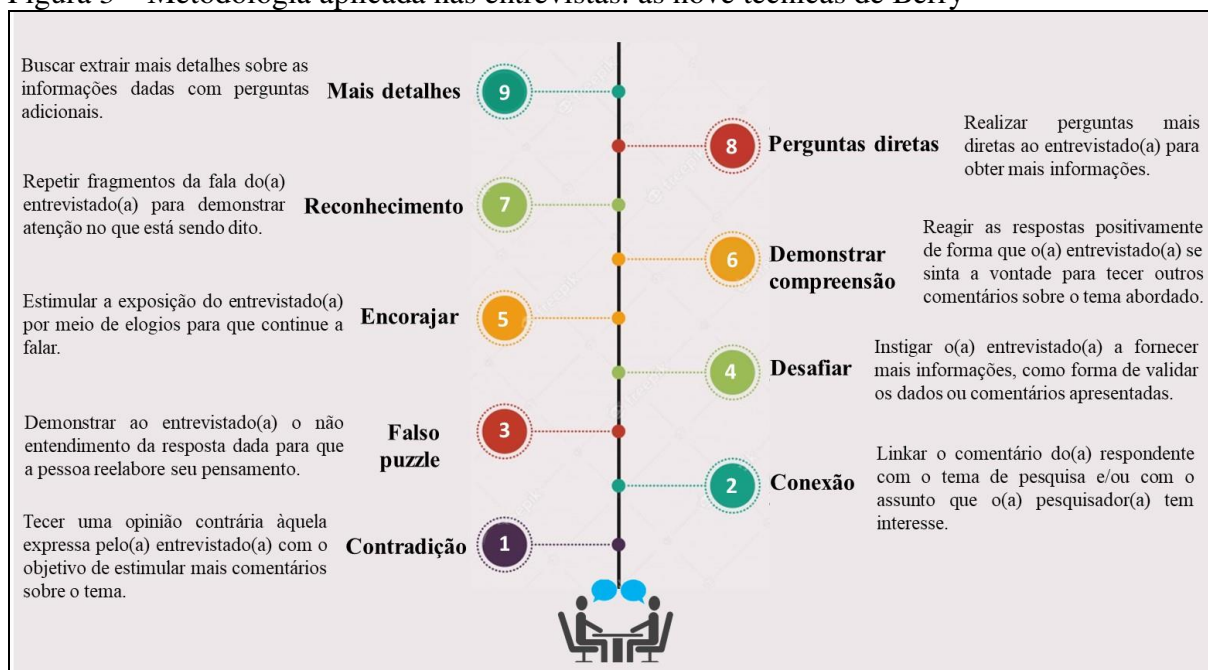 Figura 3 – Metodologia aplicada nas entrevistas: as nove técnicas de Berry
Buscar extrair mais detalhes sobre as
informações dadas com perguntas
adicionais.
Mais detalhes
9
8
Perguntas diretas
Realizar perguntas mais
diretas ao entrevistado(a) para
obter mais informações.
Repetir fragmentos da fala do(a)
entrevistado(a) para demonstrar
atenção no que está sendo dito.
Reconhecimento
7
6
Demonstrar
compreensão
Reagir as respostas positivamente
de forma que o(a) entrevistado(a) se
sinta a vontade para tecer outros
comentários sobre o tema abordado.
Estimular a exposição do entrevistado(a)
por meio de elogios para que continue a
falar.
Encorajar
5
4
Desafiar
Instigar o(a) entrevistado(a) a fornecer
mais informações, como forma de validar
os dados ou comentários apresentadas.
Demonstrar ao entrevistado(a) o não
entendimento da resposta dada para que
a pessoa reelabore seu pensamento.
Falso
puzzle
3
2
Conexão
Linkar o comentário do(a) respondente
com o tema de pesquisa e/ou com o
assunto que o(a) pesquisador(a) tem
interesse.
Tecer uma opinião contrária àquela
expressa pelo(a) entrevistado(a) com o
objetivo de estimular mais comentários
sobre o tema.
Contradição
1